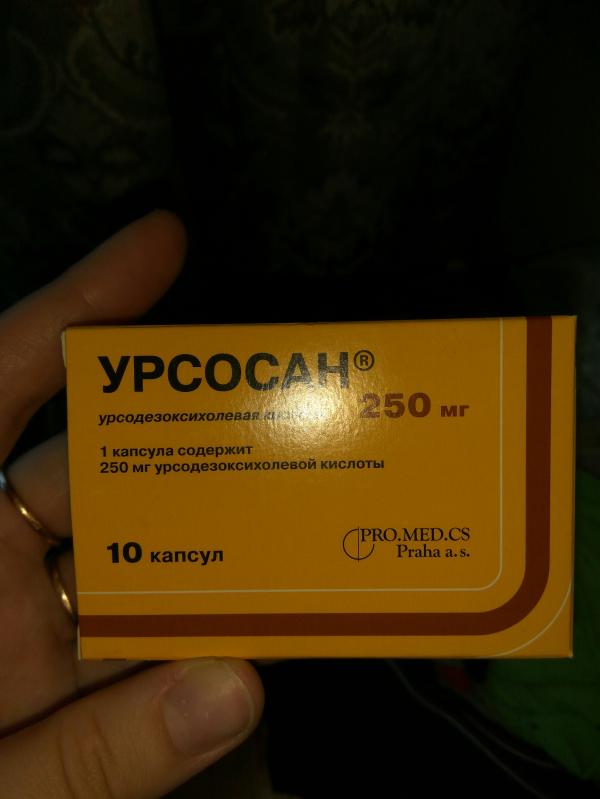 УРСОСАН®
урсодезоксихолевая
250 мг
1 капсула содержит
250 мг урсодезоксихолевой кислоты
10 капсул
PRO.MED.CS
Praha a. s.